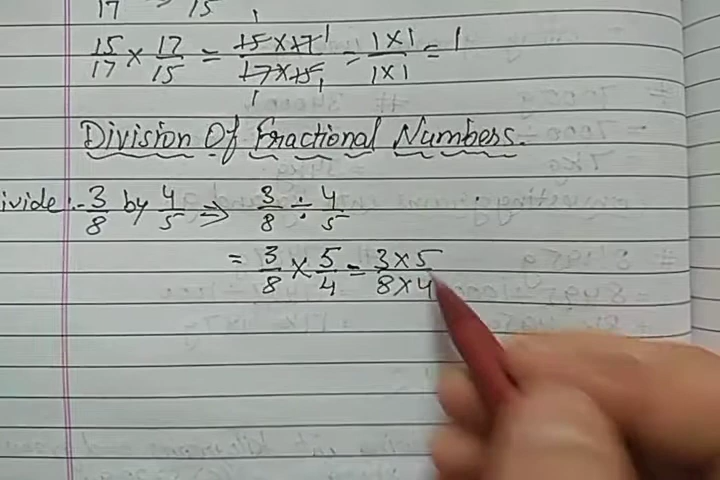 17 15
15/17 × 17/15 = 15×17/17×15 = 1×1/1×1 = 1
Division Of Fractional Numbers.
ivide:- 3/8 by 4/5 ⇒ 3/8 ÷ 4/5
= 3/8 × 5/4 = 3×5/8×4